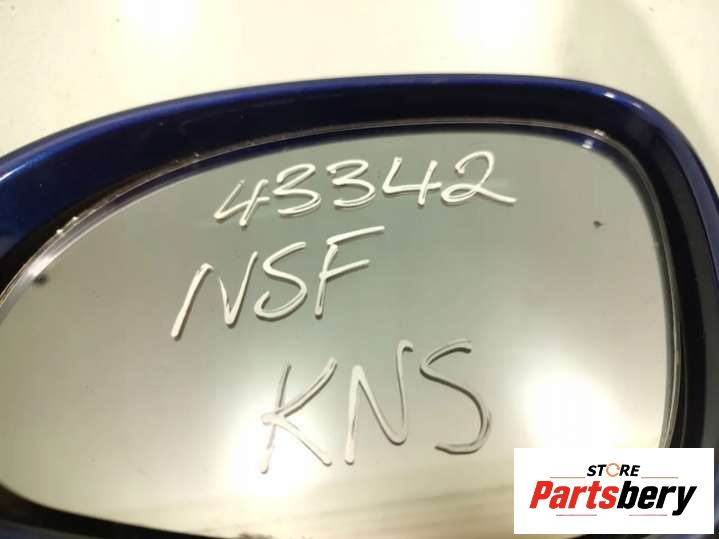 43342
NSF
KNS
STORE
Partsbery